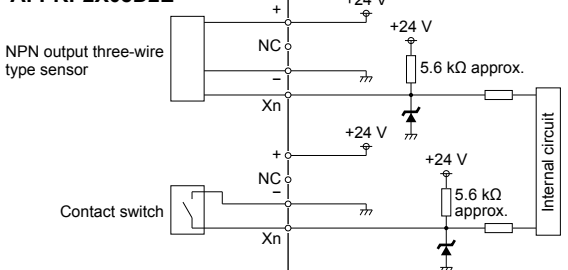 +24 V
+
+24 V
NPN output three-wire
type sensor
NC
5.6 kΩ approx.
−
Xn
+24 V
+
+24 V
NC
−
5.6 kΩ
approx.
Contact switch
Xn
Internal circuit